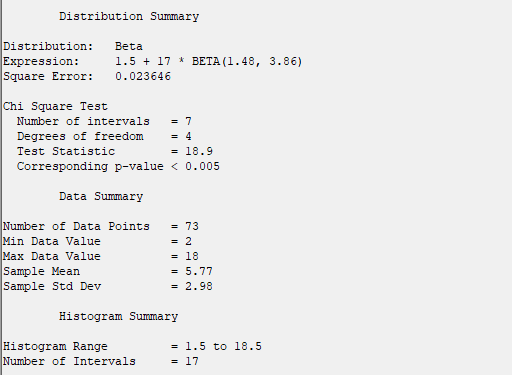 Distribution Summary
Distribution: Beta
Expression: 1.5 + 17 * BETA(1.48, 3.86)
Square Error: 0.023646
Chi Square Test
Number of intervals = 7
Degrees of freedom = 4
Test Statistic = 18.9
Corresponding p-value < 0.005
Data Summary
Number of Data Points = 73
Min Data Value = 2
Max Data Value = 18
Sample Mean = 5.77
Sample Std Dev = 2.98
Histogram Summary
Histogram Range = 1.5 to 18.5
Number of Intervals = 17